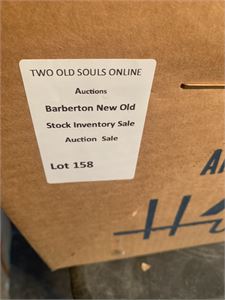 TWO OLD SOULS ONLINE
Auctions
Barberton New Old
Stock Inventory Sale
Auction Sale
Lot 158